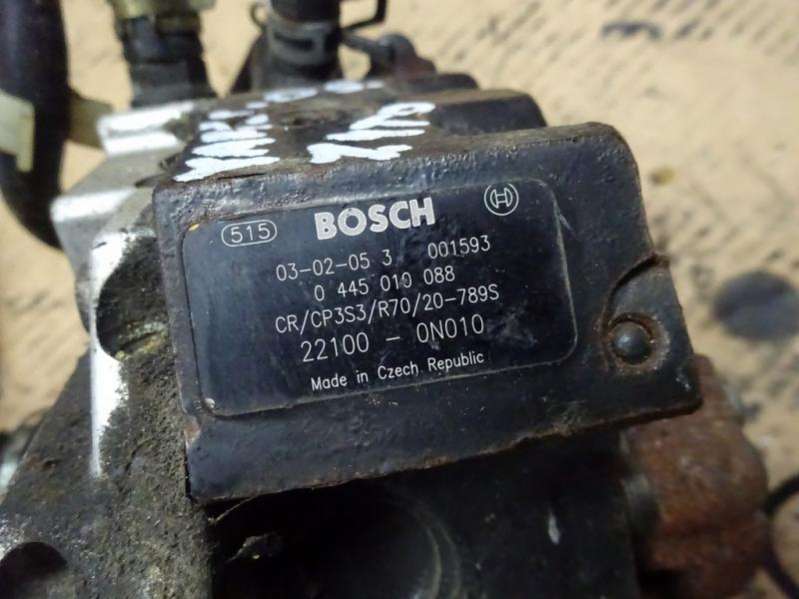 515 BOSCH
03-02-05 3 001593
0 445 010 088
CR/CP3S3/R70/20-789S
22100 - 0N010
Made in Czech Republic